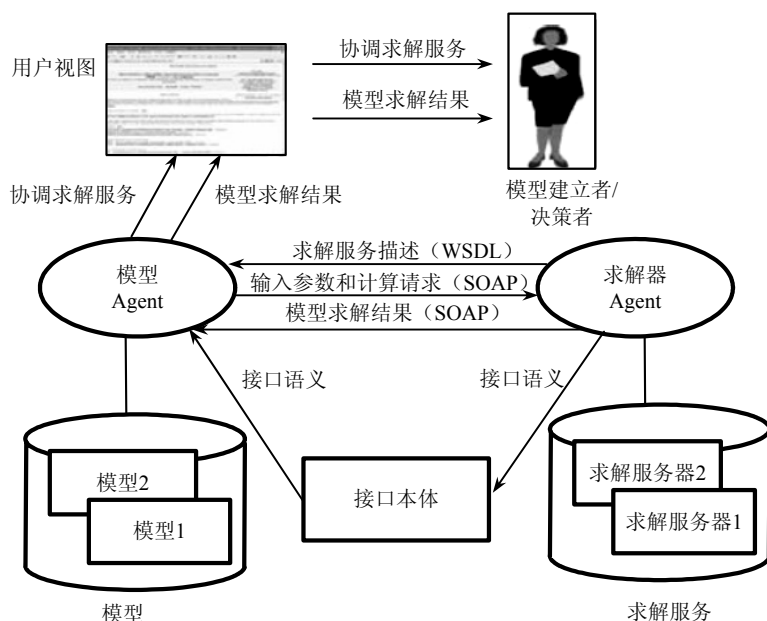 协调求解服务
用户视图
模型求解结果
协调求解服务
模型求解结果
模型建立者/
决策者
求解服务描述（WSDL）
模型
Agent
输入参数和计算请求（SOAP）
求解器
Agent
模型求解结果（SOAP）
接口语义
接口语义
模型2
模型1
接口本体
求解服务器2
求解服务器1
模型
求解服务